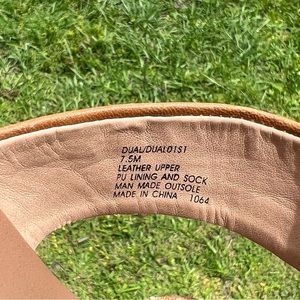 DUAL/DUAL01S1
7.5M
LEATHER UPPER
PU LINING AND SOCK
MAN MADE OUTSOLE
MADE IN CHINA 1064